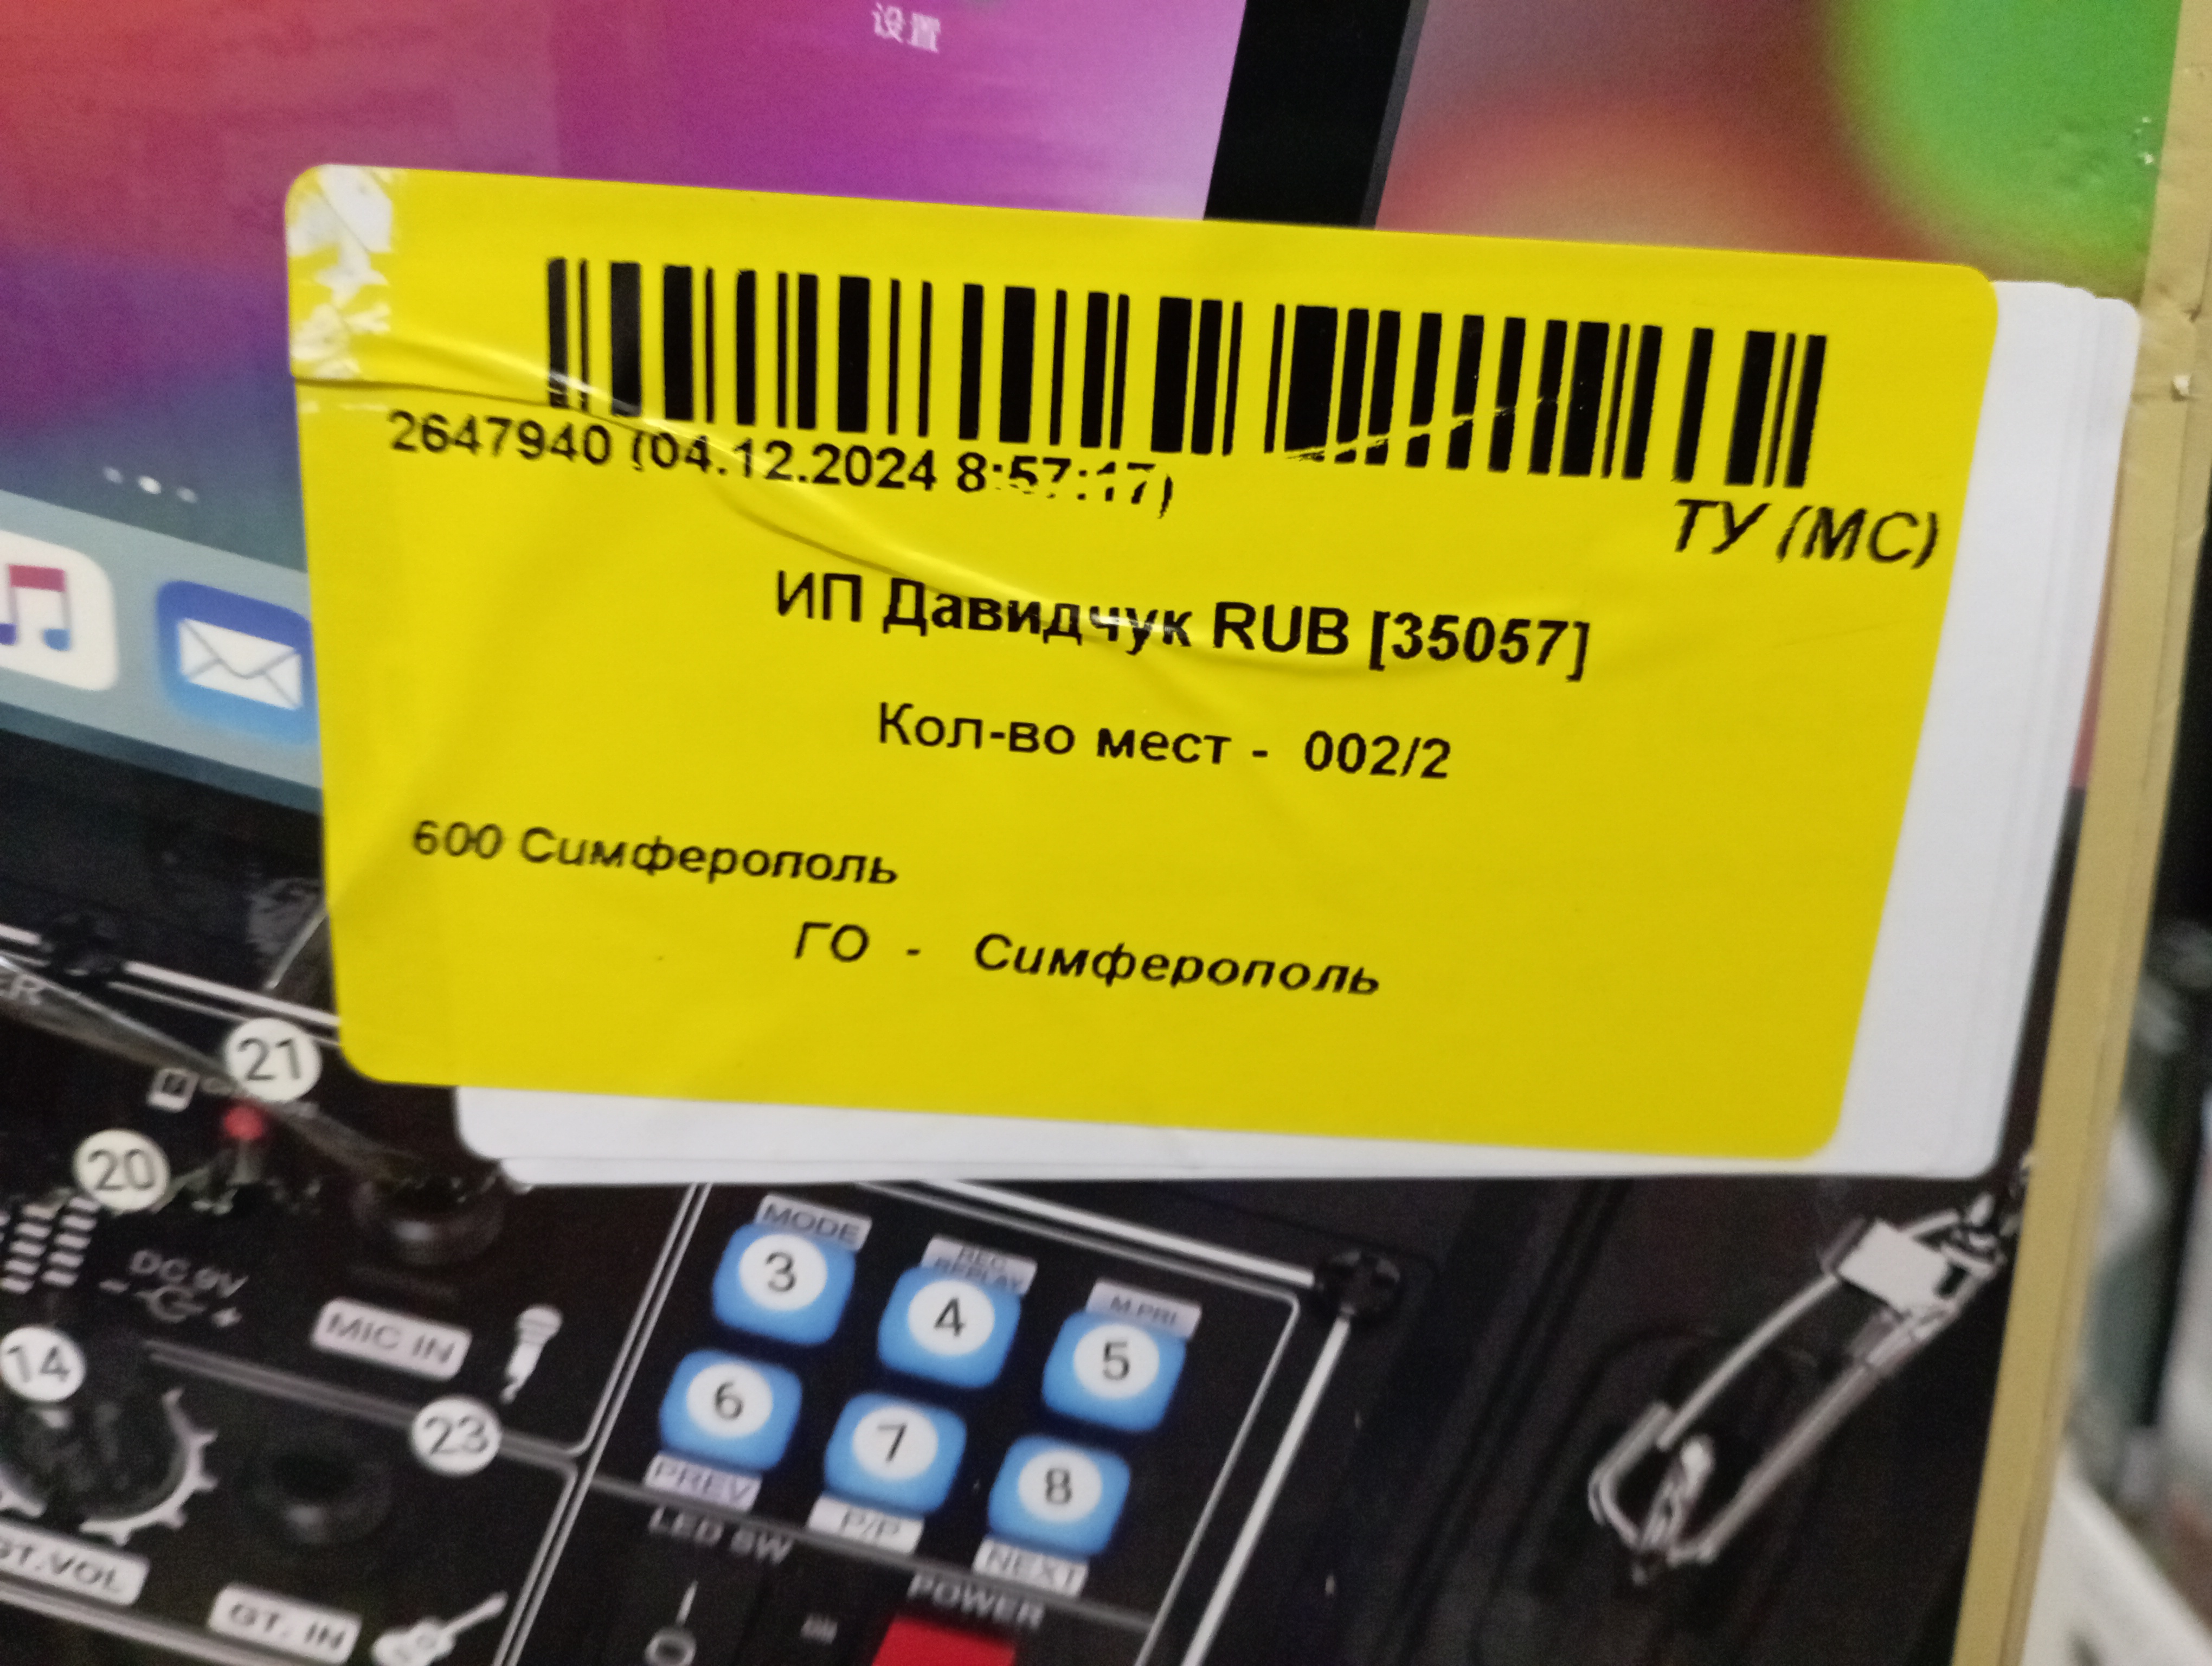 设置
2647940 (04.12.2024 8:57:17)
ТУ (МС)
ИП Давидчук RUB [35057]
Кол-во мест - 002/2
600 Симферополь
ГО - Симферополь
21
20
DC 9V
- +
MIC IN
14
23
GT. IN
MODE
REC REPLAY
M.PRI
3
4
5
6
7
8
PREV
P/P
NEXT
LED SW
POWER